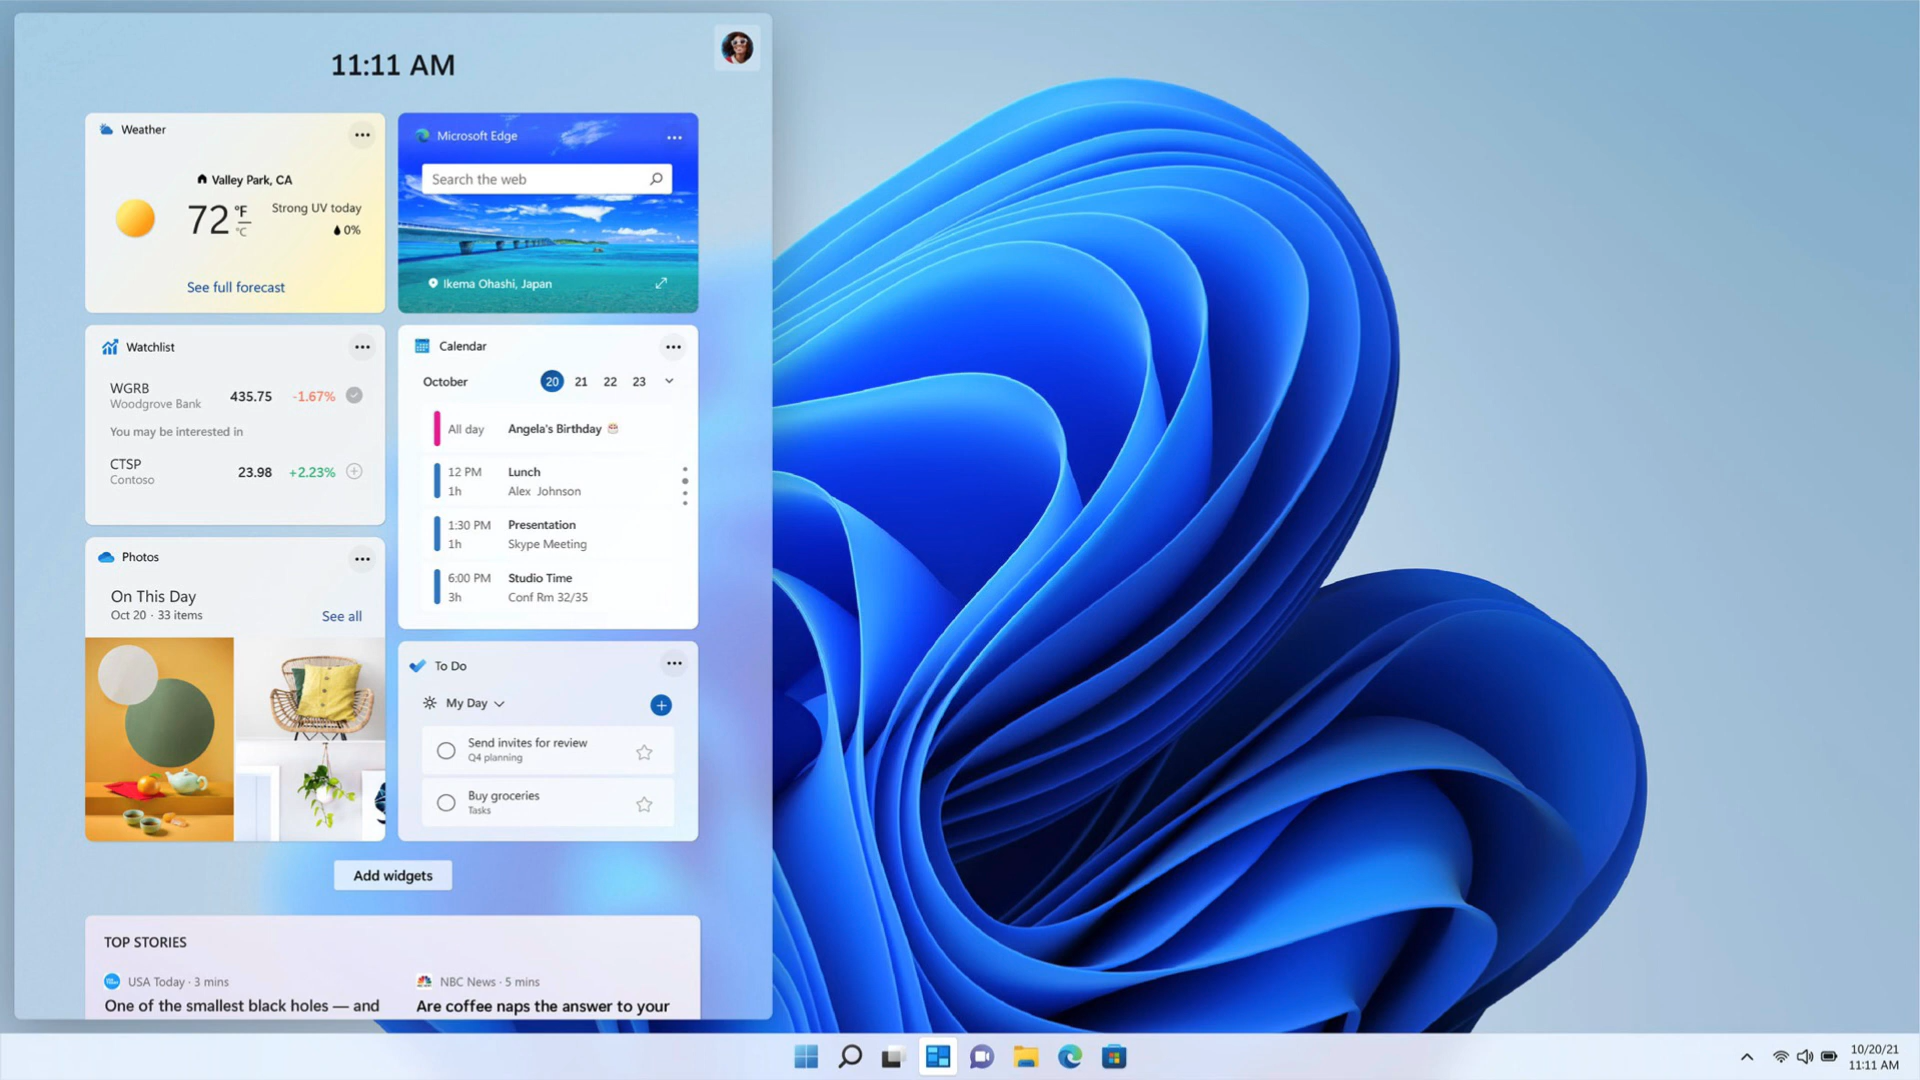 11:11 AM
Weather
Valley Park, CA
72 °F
°C
Strong UV today
0%
See full forecast
Microsoft Edge
Search the web
Ikema Ohashi, Japan
Watchlist
WGRB
Woodgrove Bank
435.75
-1.67%
You may be interested in
CTSP
Contoso
23.98
+2.23%
Calendar
October 20 21 22 23
All day Angela's Birthday
12 PM Lunch
1h Alex Johnson
1:30 PM Presentation
1h Skype Meeting
6:00 PM Studio Time
3h Conf Rm 32/35
Photos
On This Day
Oct 20 · 33 items
See all
To Do
My Day
Send invites for review
Q4 planning
Buy groceries
Tasks
Add widgets
TOP STORIES
USA Today · 3 mins
One of the smallest black holes — and
NBC News · 5 mins
Are coffee naps the answer to your
10/20/21
11:11 AM